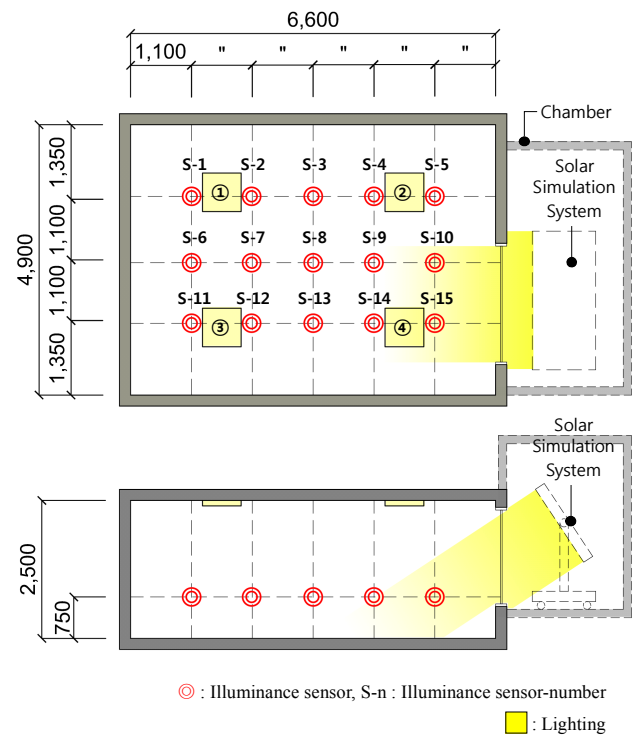 6,600
1,100 " " " " "
Chamber
Solar
Simulation
System
1,350
1,100
1,100
1,350
4,900
S-1 S-2 S-3 S-4 S-5
① ②
S-6 S-7 S-8 S-9 S-10
S-11 S-12 S-13 S-14 S-15
③ ④
Solar
Simulation
System
2,500
750
: Illuminance sensor, S-n : Illuminance sensor-number
: Lighting